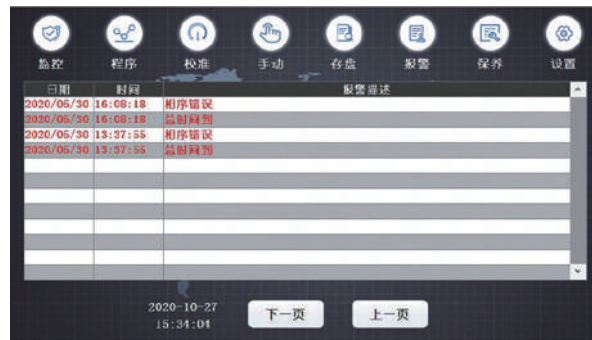 监控 程序 校准 手动 存盘 报警 保养 设置
日期 时间 报警描述
2020/05/30 16:08:18 相序错误
2020/05/30 16:08:18 总时间到
2020/05/30 13:37:55 相序错误
2020/05/30 13:37:55 总时间到
2020-10-27
15:34:04
下一页 上一页